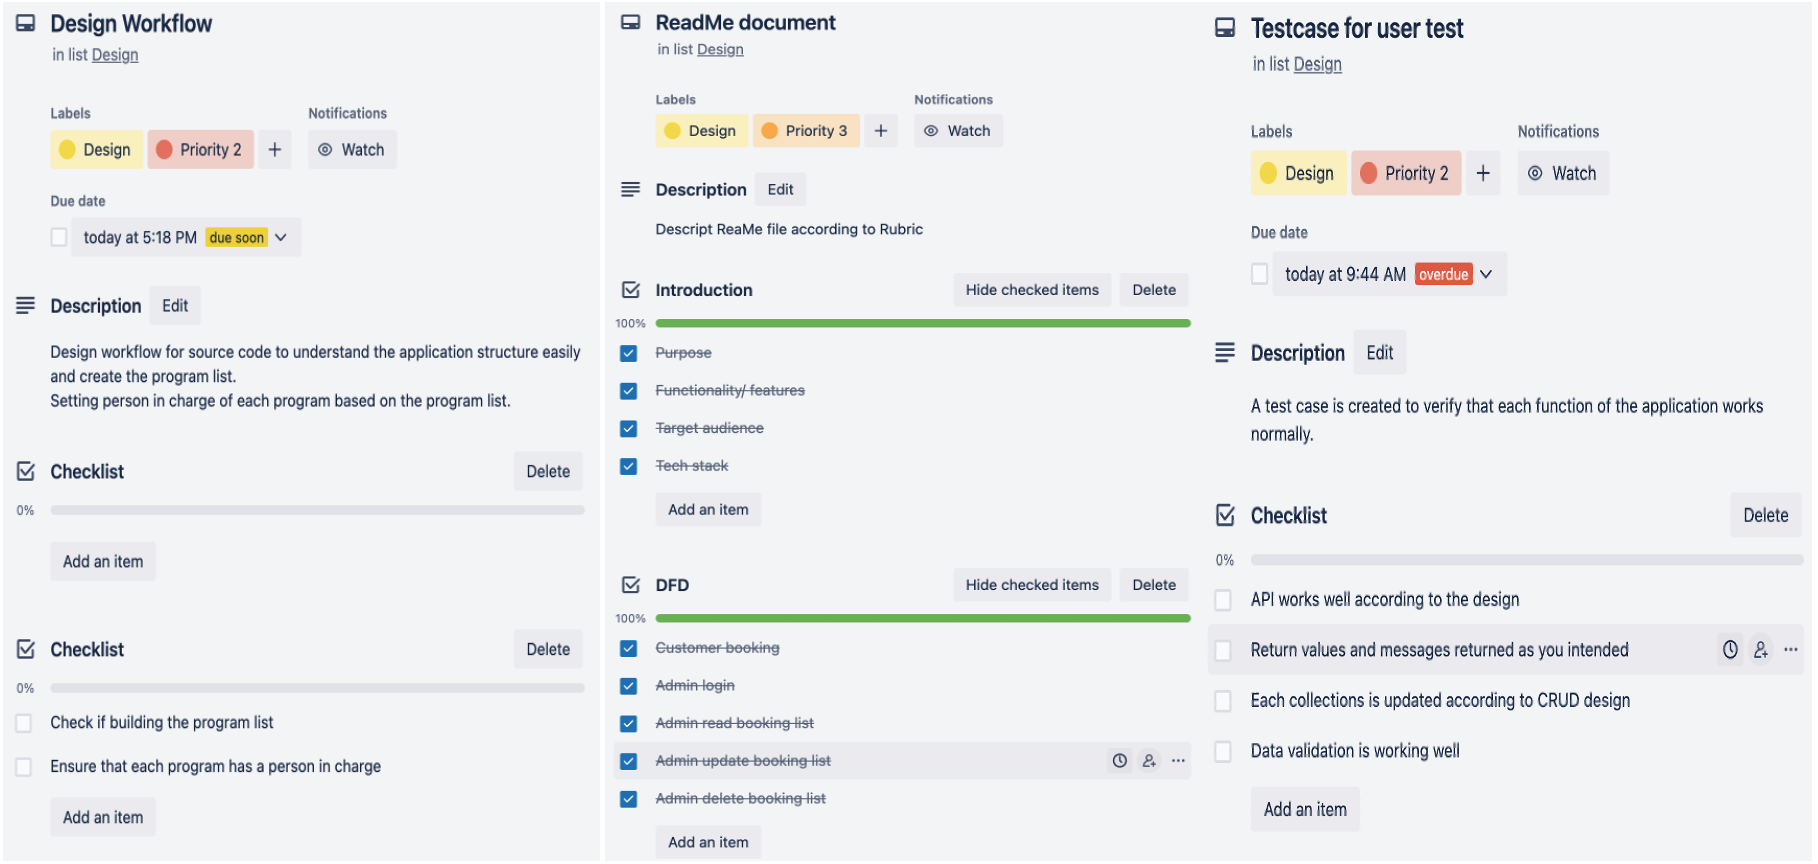 Design Workflow
in list Design
Labels
Notifications
Design
Priority 2
+
Watch
Due date
today at 5:18 PM due soon
Description Edit
Design workflow for source code to understand the application structure easily
and create the program list.
Setting person in charge of each program based on the program list.
Checklist
Delete
0%
Add an item
Checklist
Delete
0%
Check if building the program list
Ensure that each program has a person in charge
Add an item
ReadMe document
in list Design
Labels
Notifications
Design
Priority 3
+
Watch
Description Edit
Descript ReaMe file according to Rubric
Introduction
Hide checked items
Delete
100%
Purpose
Functionality/ features
Target audience
Tech stack
Add an item
DFD
Hide checked items
Delete
100%
Customer booking
Admin login
Admin read booking list
Admin update booking list
Admin delete booking list
Add an item
Testcase for user test
in list Design
Labels
Notifications
Design
Priority 2
+
Watch
Due date
today at 9:44 AM overdue
Description Edit
A test case is created to verify that each function of the application works
normally.
Checklist
Delete
0%
API works well according to the design
Return values and messages returned as you intended
Each collections is updated according to CRUD design
Data validation is working well
Add an item